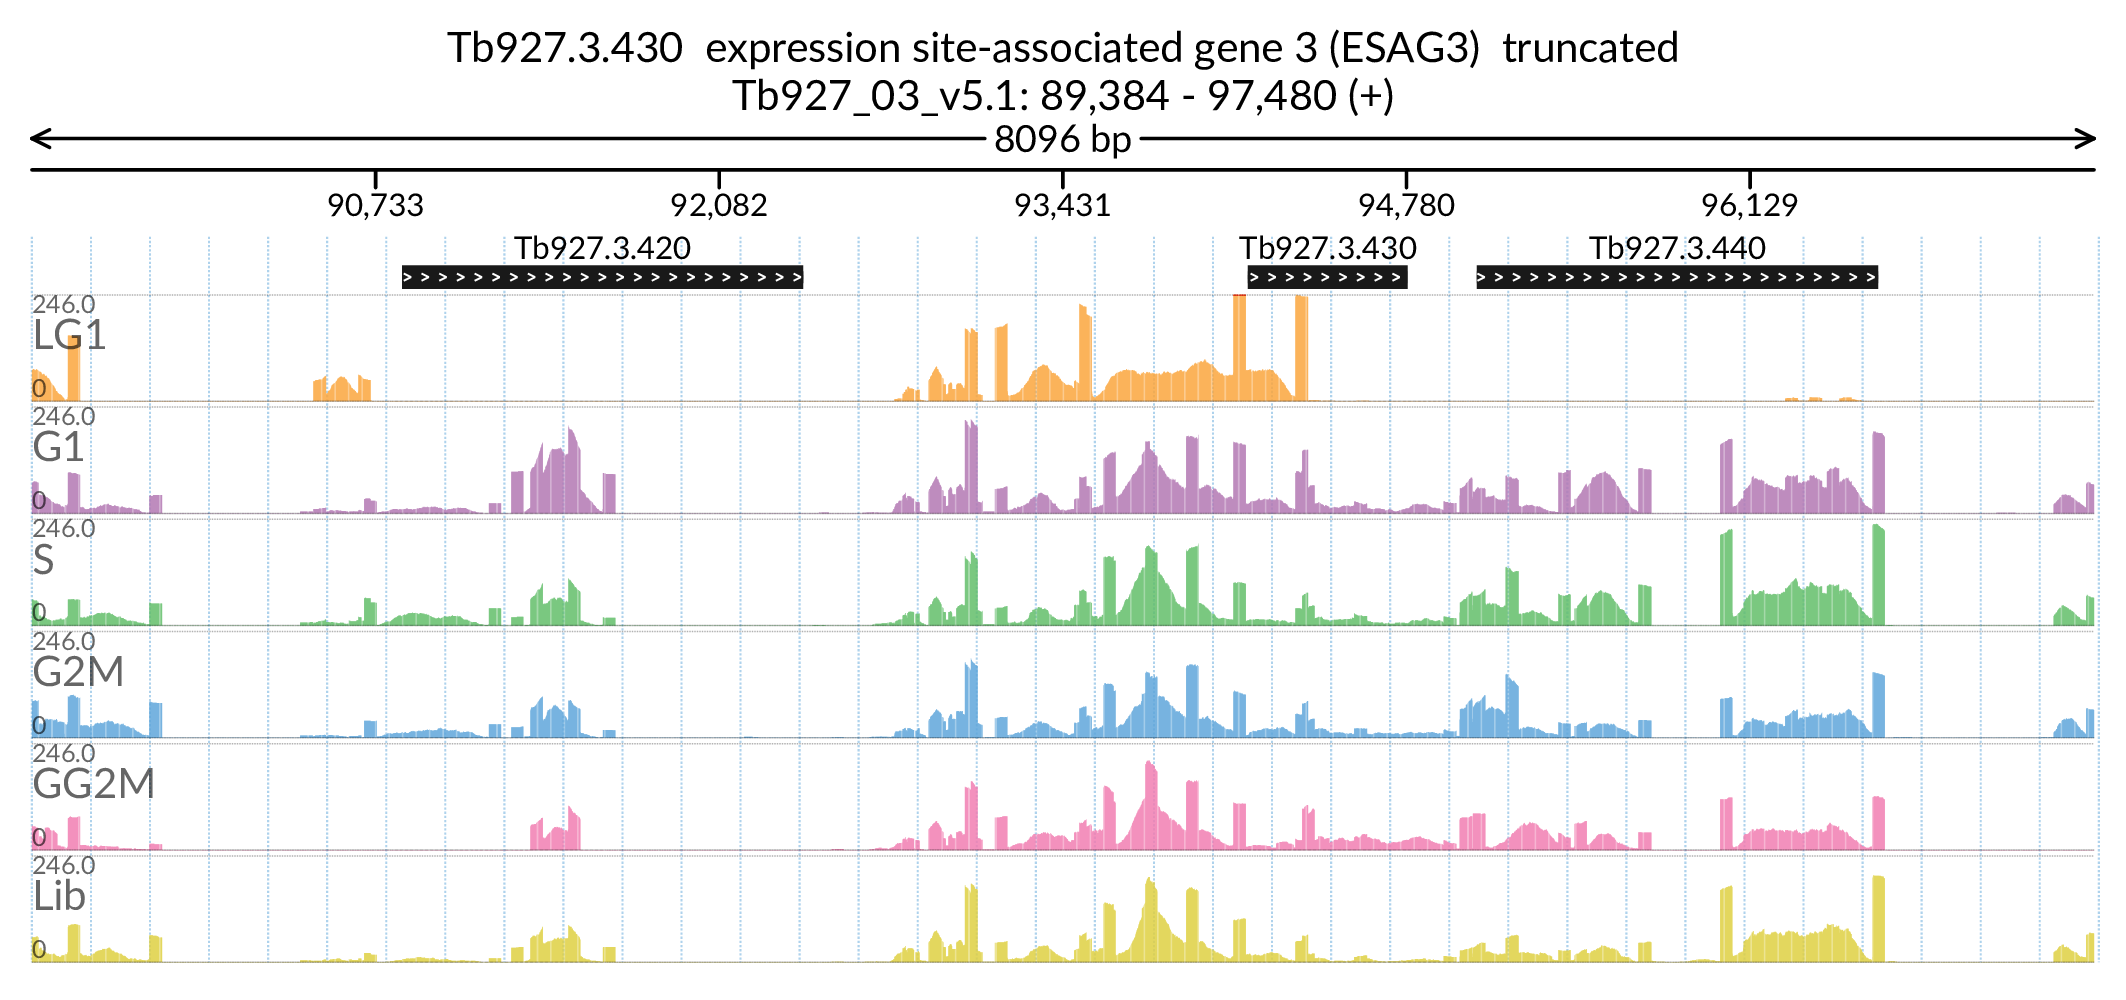 Tb927.3.430 expression site-associated gene 3 (ESAG3) truncated
Tb927_03_v5.1: 89,384 - 97,480 (+)
8096 bp
90,733 92,082 93,431 94,780 96,129
Tb927.3.420 Tb927.3.430 Tb927.3.440
246.0
LG1
0
246.0
G1
0
246.0
S
0
246.0
G2M
0
246.0
GG2M
0
246.0
Lib
0